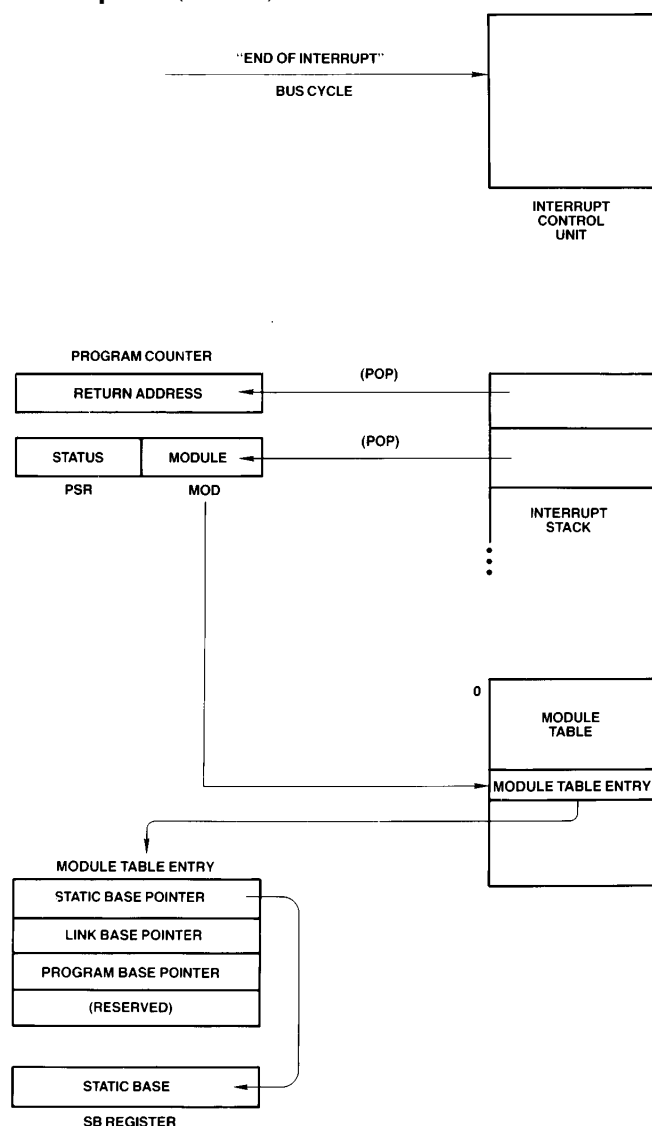 "END OF INTERRUPT"
BUS CYCLE
INTERRUPT
CONTROL
UNIT
PROGRAM COUNTER
RETURN ADDRESS
(POP)
STATUS
MODULE
(POP)
PSR
MOD
INTERRUPT
STACK
0
MODULE
TABLE
MODULE TABLE ENTRY
MODULE TABLE ENTRY
STATIC BASE POINTER
LINK BASE POINTER
PROGRAM BASE POINTER
(RESERVED)
STATIC BASE
SB REGISTER